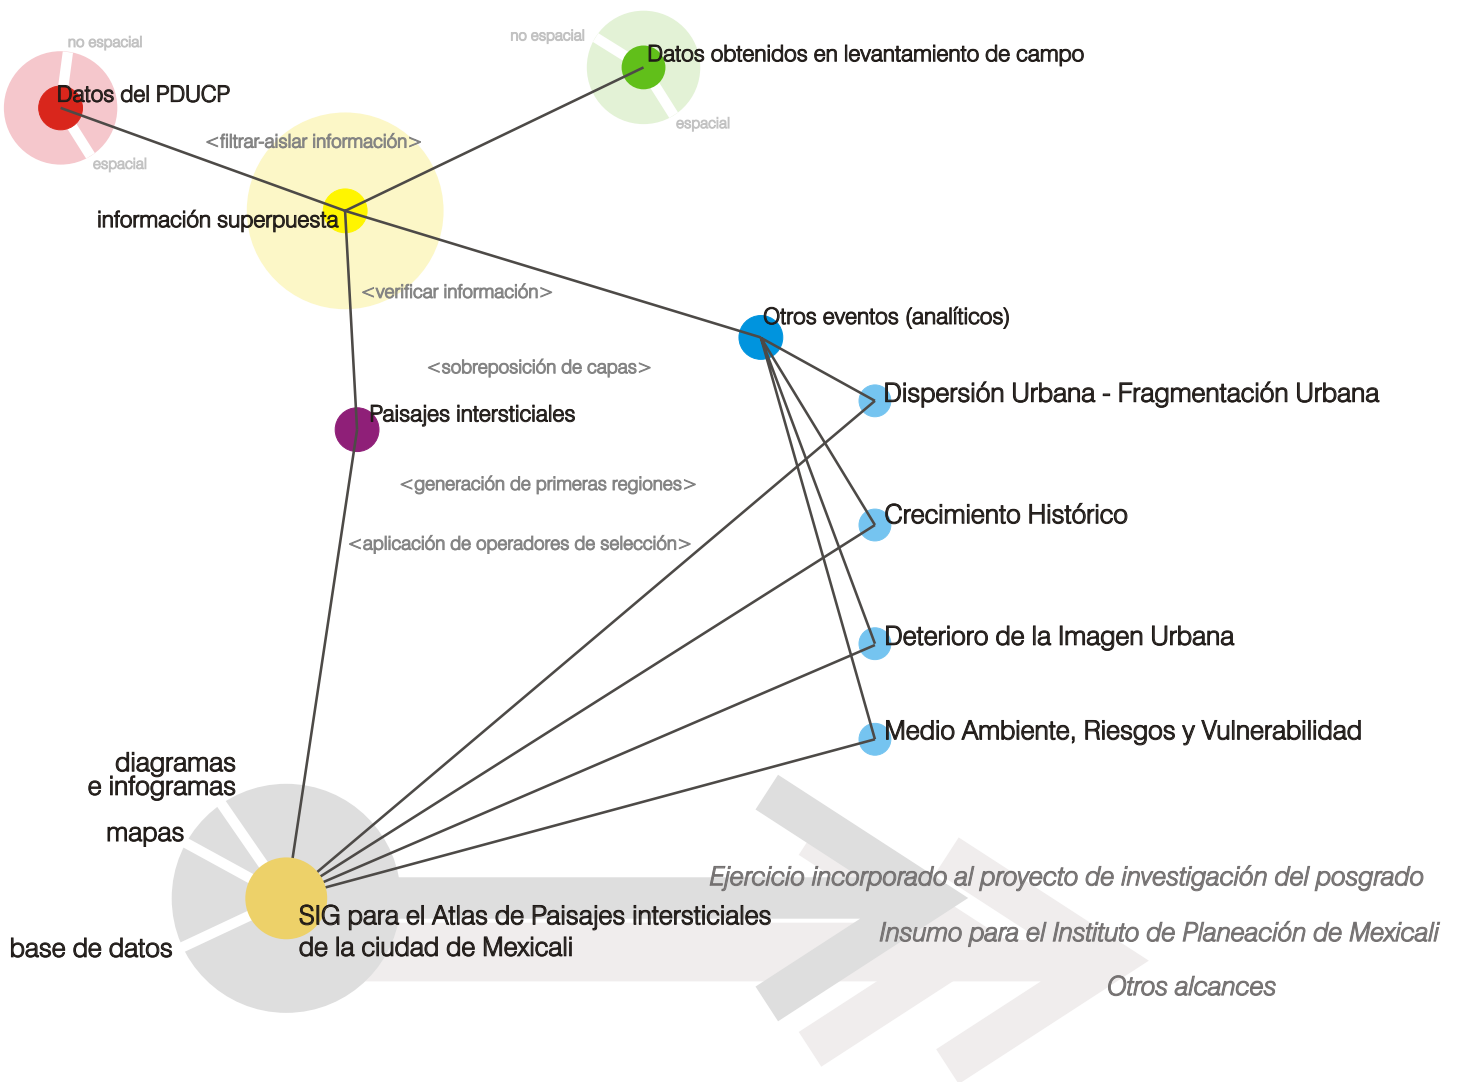 no espacial
Datos del PDUCP
espacial
no espacial
Datos obtenidos en levantamiento de campo
espacial
<filtrar-aislar información>
información superpuesta
<verificar información>
Otros eventos (analíticos)
<sobreposición de capas>
Dispersión Urbana - Fragmentación Urbana
Paisajes intersticiales
<generación de primeras regiones>
Crecimiento Histórico
<aplicación de operadores de selección>
Deterioro de la Imagen Urbana
Medio Ambiente, Riesgos y Vulnerabilidad
diagramas
e infogramas
mapas
base de datos
SIG para el Atlas de Paisajes intersticiales
de la ciudad de Mexicali
Ejercicio incorporado al proyecto de investigación del posgrado
Insumo para el Instituto de Planeación de Mexicali
Otros alcances